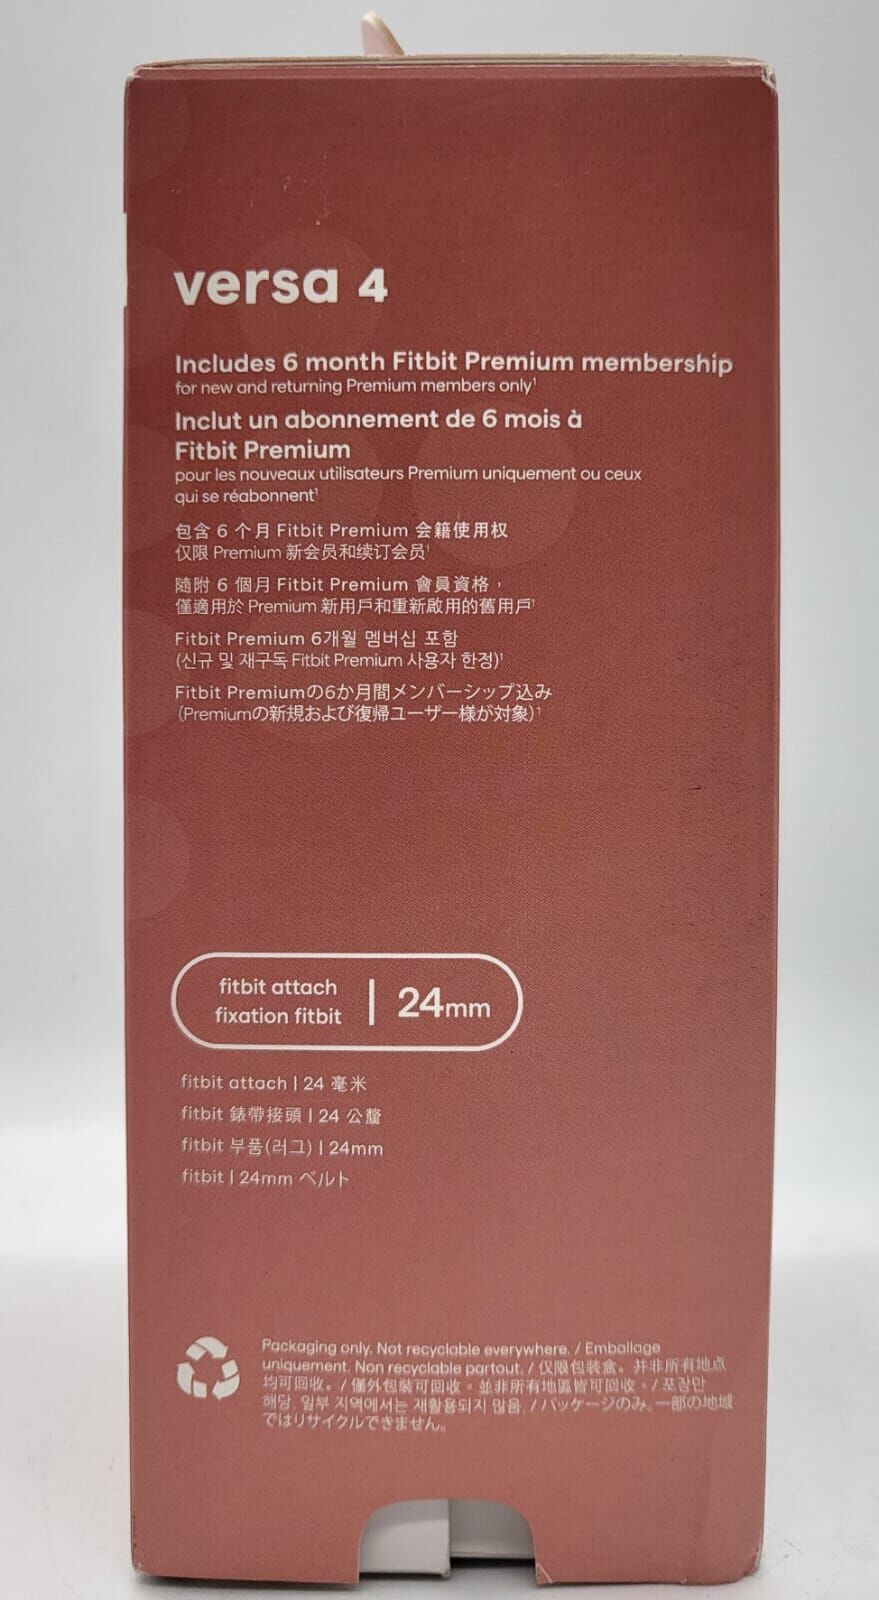 versa 4
Includes 6 month Fitbit Premium membership
for new and returning Premium members only¹
Inclut un abonnement de 6 mois à
Fitbit Premium
pour les nouveaux utilisateurs Premium uniquement ou ceux
qui se réabonnent¹
包含 6 个月 Fitbit Premium 会籍使用权
仅限 Premium 新会员和续订会员¹
隨附 6 個月 Fitbit Premium 會員資格，
僅適用於 Premium 新用戶和重新啟用的舊用戶¹
Fitbit Premium 6개월 멤버십 포함
(신규 및 재구독 Fitbit Premium 사용자 한정)¹
Fitbit Premiumの6か月間メンバーシップ込み
（Premiumの新規および復帰ユーザー様が対象）¹
fitbit attach
fixation fitbit | 24mm
fitbit attach | 24 毫米
fitbit 錶帶接頭 | 24 公釐
fitbit 부품(러그) | 24mm
fitbit | 24mm ベルト
Packaging only. Not recyclable everywhere. / Emballage
uniquement. Non recyclable partout. / 仅限包装盒。并非所有地点
均可回收。/ 僅外包裝可回收。並非所有地區皆可回收。/ 포장만
해당. 일부 지역에서는 재활용되지 않음. / パッケージのみ。一部の地域
ではリサイクルできません。